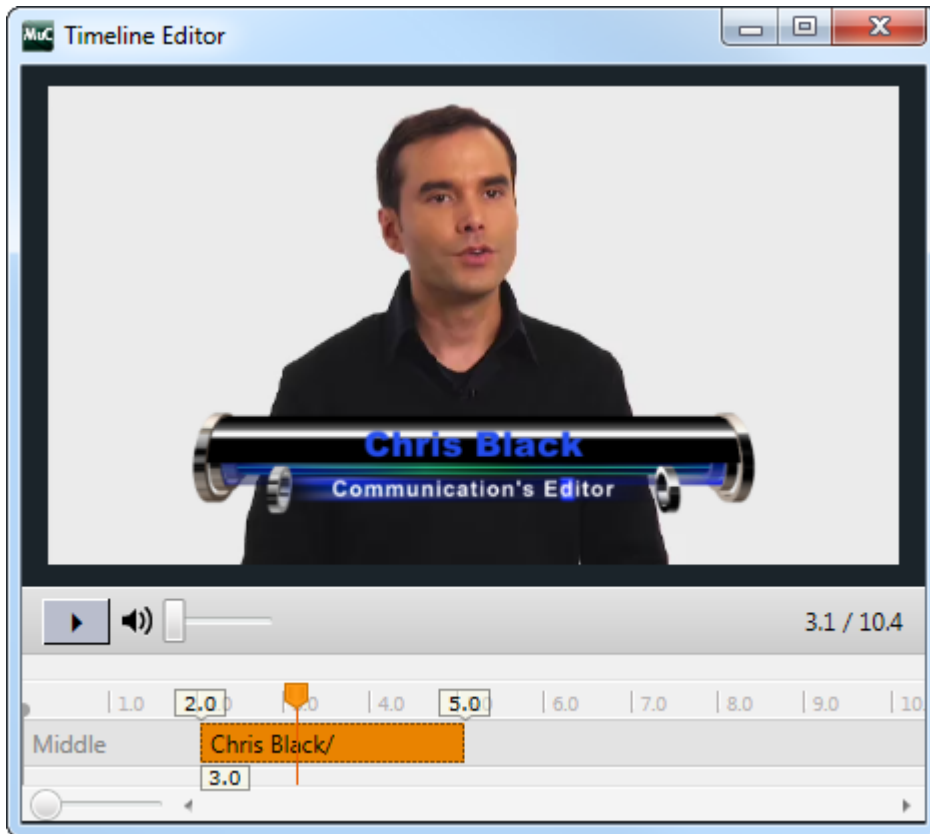 MuC Timeline Editor
Chris Black
Communication's Editor
3.1 / 10.4
1.0 2.0 4.0 5.0 6.0 7.0 8.0 9.0 10.
Middle Chris Black/
3.0